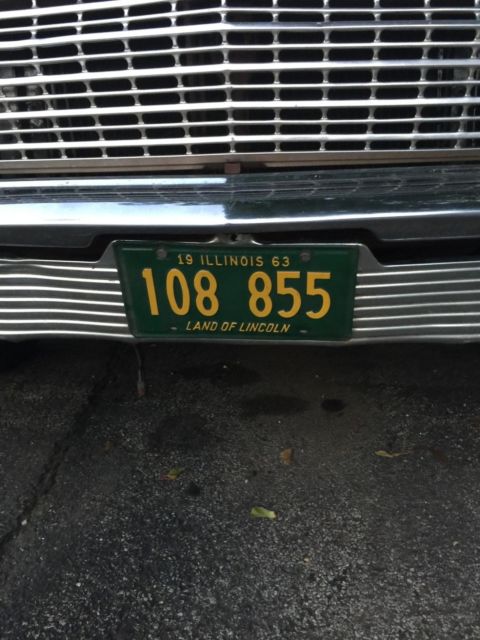 19 ILLINOIS 63
108 855
LAND OF LINCOLN